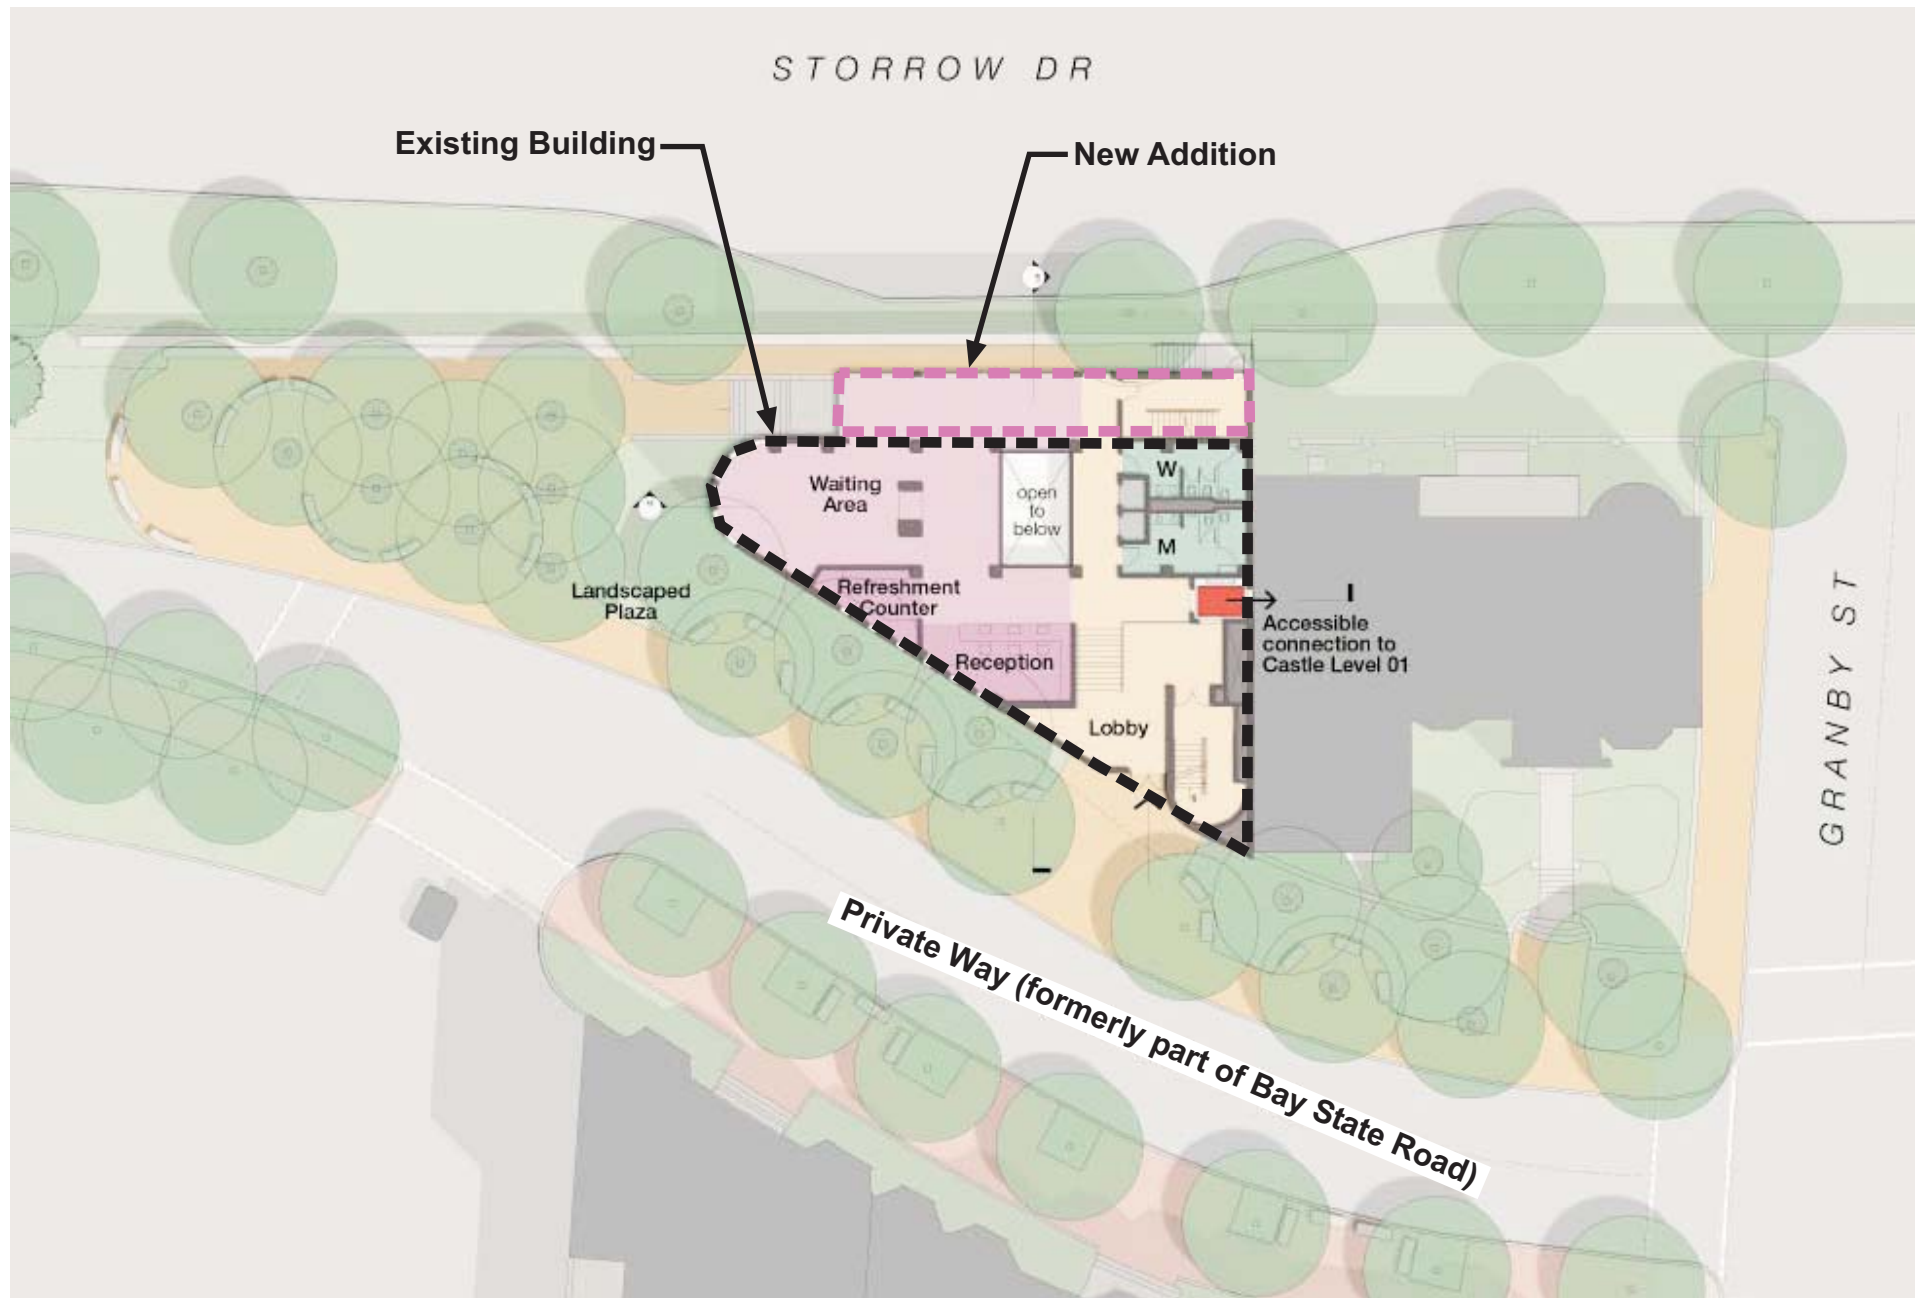 STORROW DR
Existing Building
New Addition
Waiting
Area
open
to
below
W
M
Landscaped
Plaza
Refreshment
Counter
Reception
Accessible
connection to
Castle Level 01
Lobby
GRANBY ST
Private Way (formerly part of Bay State Road)